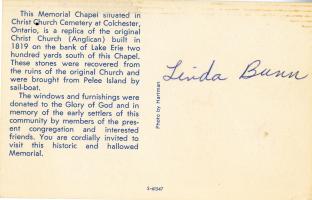 This Memorial Chapel situated in
Christ Church Cemetery at Colchester,
Ontario, is a replica of the original
Christ Church (Anglican) built in
1819 on the bank of Lake Erie two
hundred yards south of this Chapel.
These stones were recovered from
the ruins of the original Church and
were brought from Pelee Island by
sail-boat.
The windows and furnishings were
donated to the Glory of God and in
memory of the early settlers of this
community by members of the pres-
ent congregation and interested
friends. You are cordially invited to
visit this historic and hallowed
Memorial.
Photo by Hartman
Linda Bunn
S-61347